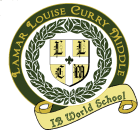 LAMAR LOUISE CURRY MIDDLE
L L
C M
IB World School